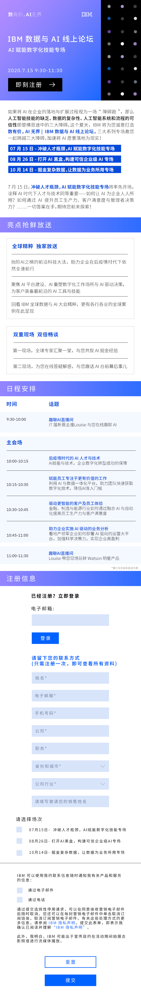 数有价，AI无界
IBM
IBM 数据与 AI 线上论坛
AI 赋能数字化技能专场
2020.7.15 9:30-11:30
即刻注册 →
如果将 AI 在企业的落地与扩展过程视为一场“ 障碍跑 ”，那么
人工智能技能的缺乏、数据的复杂性、人工智能系统和流程的可
信性即是横亘途中的三大障碍。这个夏天，IBM 将为您诚意打造
数有价，AI 无界 | IBM 数据与 AI 线上论坛，三大系列专场邀您
一起跨越三大障碍，加速将 AI 愿景落地为现实！
07 月 15 日 - 冲破人才瓶颈，AI 赋能数字化技能专场
08 月 26 日 - 打开 AI 黑盒，构建可信企业级 AI 专场
10 月 14 日 - 掘金复杂数据，让数据为业务所用专场
7 月 15 日，冲破人才瓶颈，AI 赋能数字化技能专场将率先开场，
诠释 AI 时代下人才与技术同等重要——如何让 AI 为企业人人所
用？如何通过 AI 提升员工生产力、客户满意度与管理者决策
力？……一切答案在手，期待您前来探索！
亮点抢鲜放送
全球精粹 独家放送
抬阶AI之梯的前沿科技大法，助力企业在后疫情时代下依
然全速前行
聚焦 AI 平台建设、AI 重塑数字化工作场所与 AI 驱动决策，
为客户装备最前沿的 AI 工具与技能
回看 IBM 全球数据与 AI 大会精粹，更有各行各业的全球案
例在此呈现
双重现场 双倍畅谈
第一现场，全球专家汇聚一堂，与您共叙 AI 掘金经验
第二现场，为您在线答疑解惑，与您趣话 AI 台前幕后事儿
日程安排
时间 话题
9:30-10:00 趣聊AI直播间
IT 届新晋主播Louise 与您在线趣聊 AI
主会场
后疫情时代的 AI 人才与技术
10:00-10:15 AI技能与技术，企业数字化转型成功的保障
赋能员工专注于更有价值的工作
10:15-10:30 利用 AI 与数据一体化平台，助力团队快速获取
数字化技术，降低AI准入门槛
驱动更智能的客户及员工体验
10:30-10:45 金融、制造与能源行业如何通过融合 AI 与自动
化提高员工生产力与客户满意度
助力企业实施 AI 驱动的业务分析
10:45-11:00 看地产领军企业如何部署 AI 驱动的运营大平
台，加强科学决策力，实现企业高盈利
趣聊AI直播间
11:00-11:30 Louise 带您现场玩转 Watson 明星产品
*请已当天实际会议为准
注册信息
已经注册？立即登录
电子邮箱：
登录
请留下您的联系方式
(只需注册一次，即可查看所有资料)
姓名*
电子邮箱*
手机号码*
公司*
职务*
省份和城市*
公司行业*
请填写邀请您的销售姓名
请选择场次
07月15日- 冲破人才瓶颈，AI赋能数字化技能专场
08月26日- 打开AI黑盒，构建可信企业级AI专场
10月14日- 掘金复杂数据，让数据为业务所用专场
IBM 可以使用我的联系信息随时通知我有关产品和服务
的信息：
通过电子邮件
通过电话
通过提交选择性停用请求，可以在同意接收营销电子邮件
后随时取消。您还可以在每封营销电子邮件中单击取消订
阅链接，取消订阅营销电子邮件。有关这些处理方式的更
多信息，请参阅 IBM 隐私声明。提交此表单，即表示我
确认已阅读并理解“IBM 隐私声明”。
此外，我明白，IBM 可能出于宣传目的在活动期间拍摄合
影照或进行流媒体播放。
重置
提交